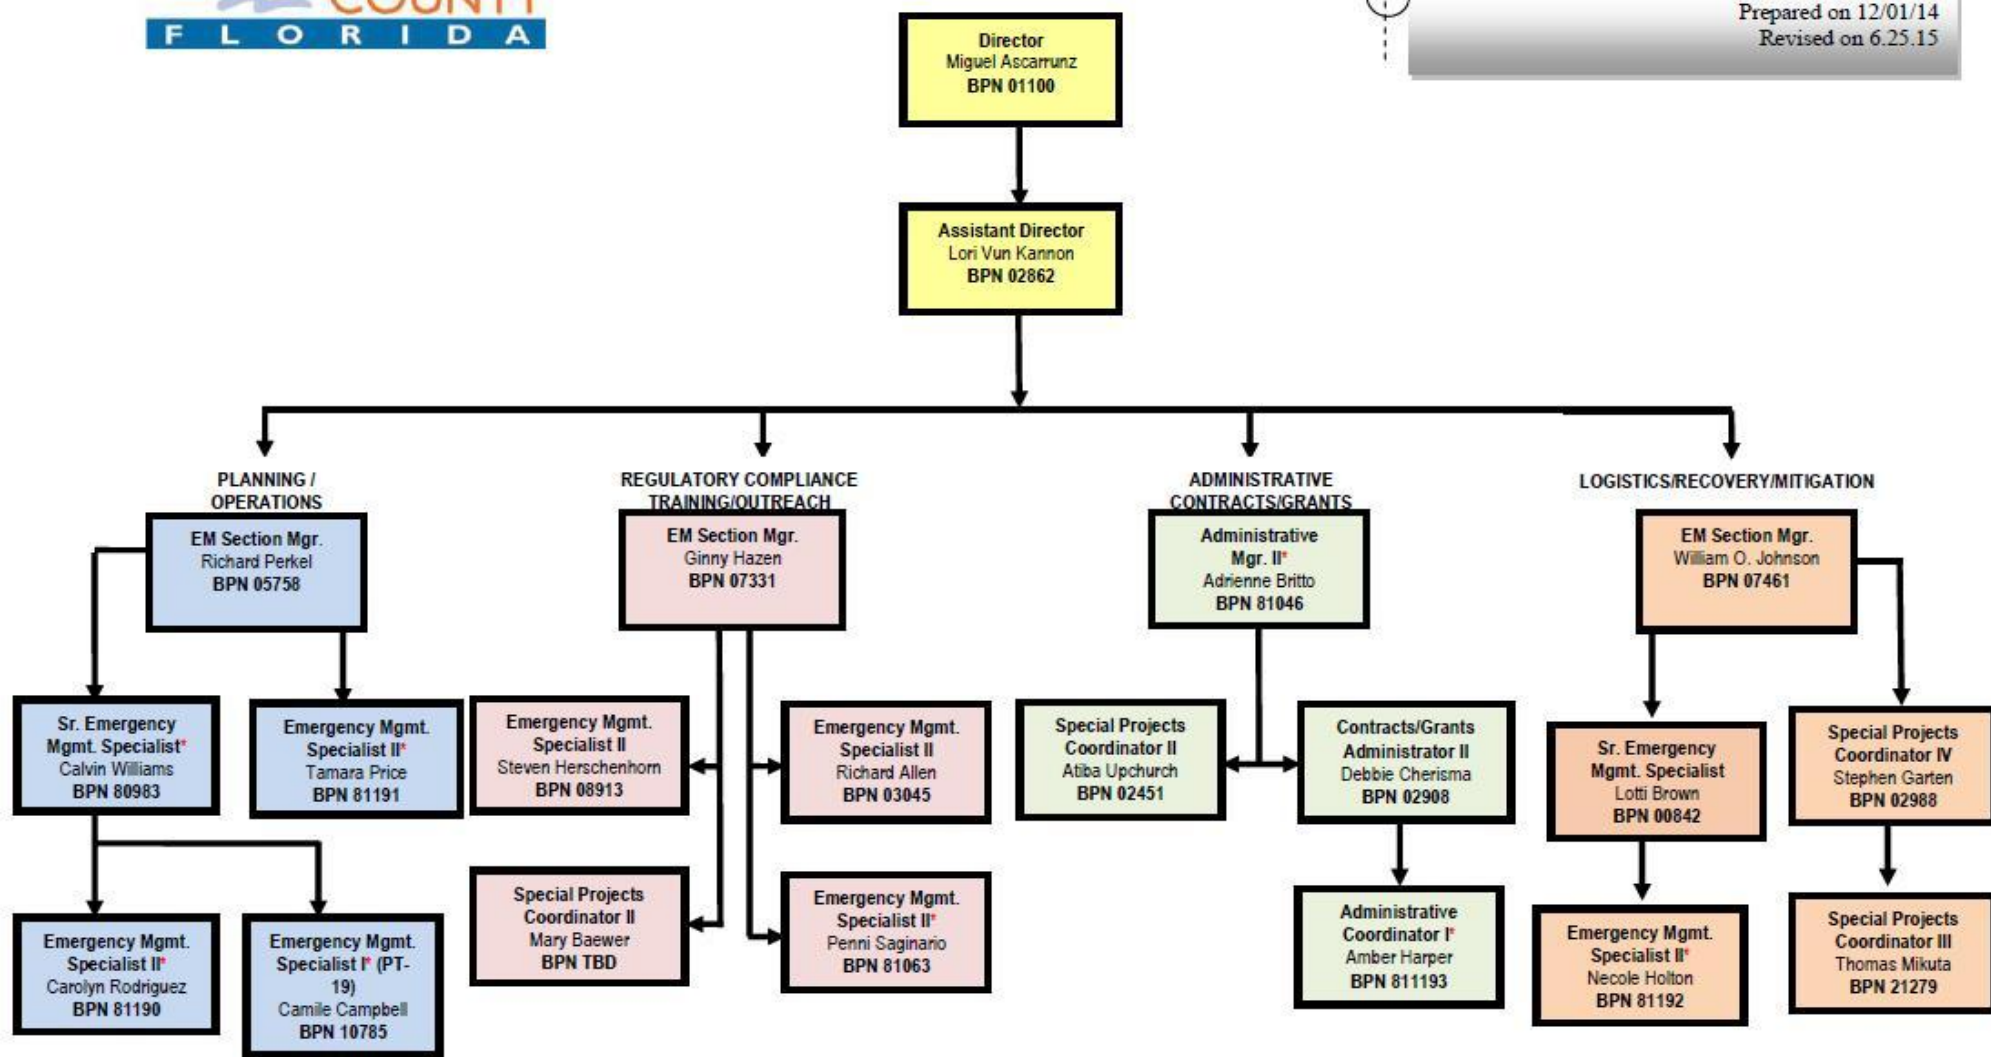 COUNTY
FLORIDA
Prepared on 12/01/14
Revised on 6.25.15
Director
Miguel Ascarrunz
BPN 01100
Assistant Director
Lori Vun Kannon
BPN 02862
PLANNING /
OPERATIONS
REGULATORY COMPLIANCE
TRAINING/OUTREACH
ADMINISTRATIVE
CONTRACTS/GRANTS
LOGISTICS/RECOVERY/MITIGATION
EM Section Mgr.
Richard Perkel
BPN 05758
EM Section Mgr.
Ginny Hazen
BPN 07331
Administrative
Mgr. II*
Adrienne Britto
BPN 81046
EM Section Mgr.
William O. Johnson
BPN 07461
Sr. Emergency
Mgmt. Specialist*
Calvin Williams
BPN 80983
Emergency Mgmt.
Specialist II*
Tamara Price
BPN 81191
Emergency Mgmt.
Specialist II
Steven Herschenhorn
BPN 08913
Emergency Mgmt.
Specialist II
Richard Allen
BPN 03045
Special Projects
Coordinator II
Atiba Upchurch
BPN 02451
Contracts/Grants
Administrator II
Debbie Cherisma
BPN 02908
Sr. Emergency
Mgmt. Specialist
Lotti Brown
BPN 00842
Special Projects
Coordinator IV
Stephen Garten
BPN 02988
Emergency Mgmt.
Specialist II*
Carolyn Rodriguez
BPN 81190
Emergency Mgmt.
Specialist I* (PT-
19)
Camile Campbell
BPN 10785
Special Projects
Coordinator II
Mary Baewer
BPN TBD
Emergency Mgmt.
Specialist II*
Penni Saginario
BPN 81063
Administrative
Coordinator I*
Amber Harper
BPN 811193
Emergency Mgmt.
Specialist II*
Necole Holton
BPN 81192
Special Projects
Coordinator III
Thomas Mikuta
BPN 21279